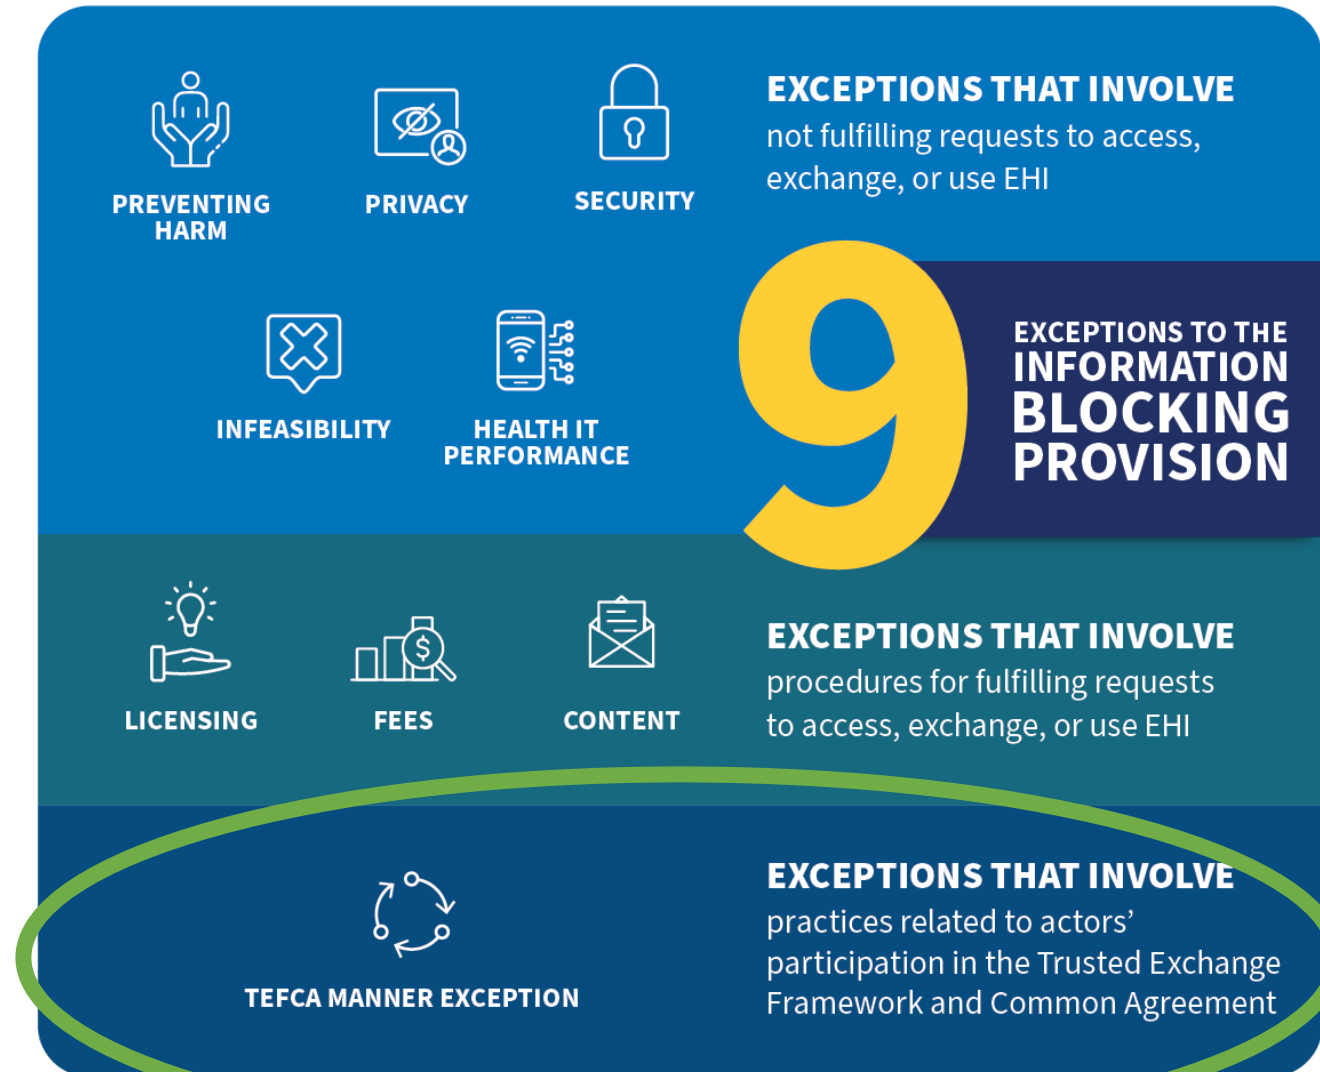 PREVENTING
HARM
PRIVACY
SECURITY
EXCEPTIONS THAT INVOLVE
not fulfilling requests to access,
exchange, or use EHI
INFEASIBILITY
HEALTH IT
PERFORMANCE
9
EXCEPTIONS TO THE
INFORMATION
BLOCKING
PROVISION
LICENSING
$
FEES
CONTENT
EXCEPTIONS THAT INVOLVE
procedures for fulfilling requests
to access, exchange, or use EHI
TEFCA MANNER EXCEPTION
EXCEPTIONS THAT INVOLVE
practices related to actors’
participation in the Trusted Exchange
Framework and Common Agreement